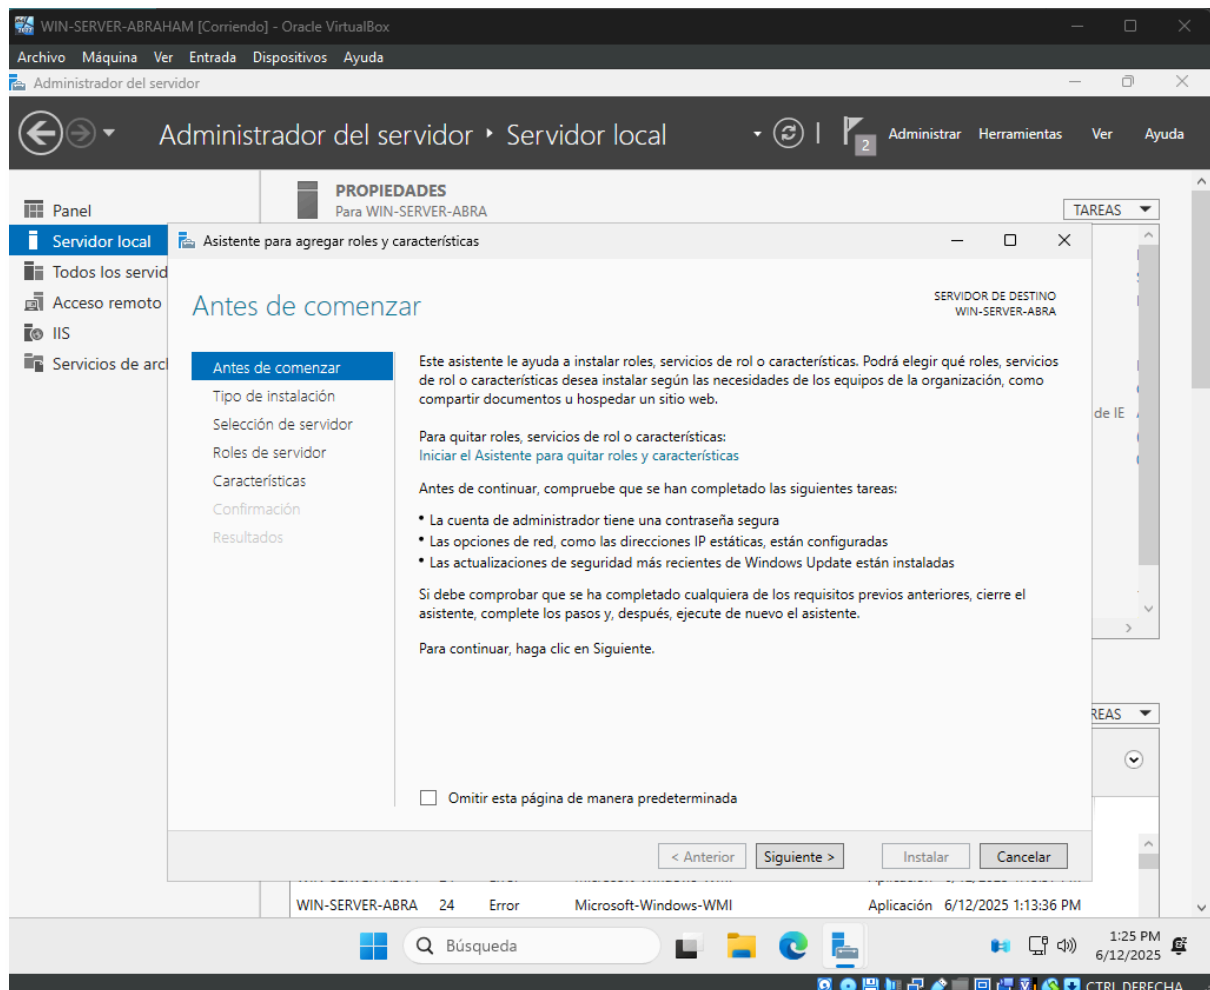 WIN-SERVER-ABRAHAM [Corriendo] - Oracle VirtualBox
Archivo Máquina Ver Entrada Dispositivos Ayuda
Administrador del servidor
Administrador del servidor ‣ Servidor local
2
Administrar Herramientas Ver Ayuda
PROPIEDADES
Para WIN-SERVER-ABRA
TAREAS
Panel
Servidor local
Todos los servid
Acceso remoto
IIS
Servicios de arc
Asistente para agregar roles y características
Antes de comenzar
SERVIDOR DE DESTINO
WIN-SERVER-ABRA
Antes de comenzar
Tipo de instalación
Selección de servidor
Roles de servidor
Características
Confirmación
Resultados
Este asistente le ayuda a instalar roles, servicios de rol o características. Podrá elegir qué roles, servicios
de rol o características desea instalar según las necesidades de los equipos de la organización, como
compartir documentos u hospedar un sitio web.
Para quitar roles, servicios de rol o características:
Iniciar el Asistente para quitar roles y características
Antes de continuar, compruebe que se han completado las siguientes tareas:
• La cuenta de administrador tiene una contraseña segura
• Las opciones de red, como las direcciones IP estáticas, están configuradas
• Las actualizaciones de seguridad más recientes de Windows Update están instaladas
Si debe comprobar que se ha completado cualquiera de los requisitos previos anteriores, cierre el
asistente, complete los pasos y, después, ejecute de nuevo el asistente.
Para continuar, haga clic en Siguiente.
Omitir esta página de manera predeterminada
< Anterior Siguiente > Instalar Cancelar
de IE
REAS
WIN-SERVER-ABRA 24 Error Microsoft-Windows-WMI Aplicación 6/12/2025 1:13:36 PM
Búsqueda
1:25 PM
6/12/2025
CTRL DERECHA